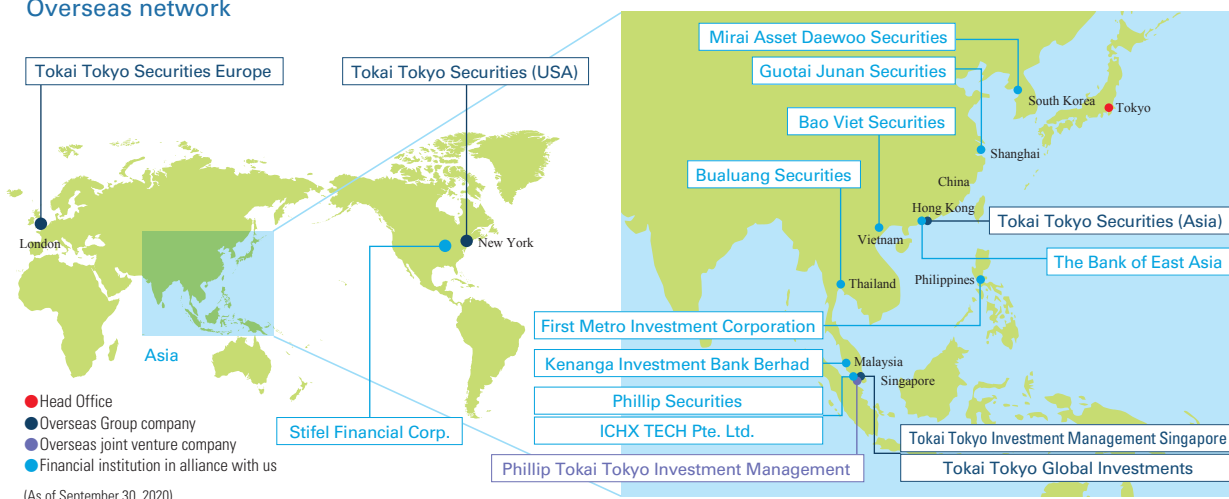 Overseas network
Tokai Tokyo Securities Europe
Tokai Tokyo Securities (USA)
London
New York
Asia
Stifel Financial Corp.
Head Office
Overseas Group company
Overseas joint venture company
Financial institution in alliance with us
(As of September 30, 2020)
Mirai Asset Daewoo Securities
Guotai Junan Securities
South Korea
Tokyo
Bao Viet Securities
Shanghai
Bualuang Securities
China
Hong Kong
Tokai Tokyo Securities (Asia)
Vietnam
The Bank of East Asia
Thailand
Philippines
First Metro Investment Corporation
Kenanga Investment Bank Berhad
Malaysia
Singapore
Phillip Securities
ICHX TECH Pte. Ltd.
Tokai Tokyo Investment Management Singapore
Phillip Tokai Tokyo Investment Management
Tokai Tokyo Global Investments